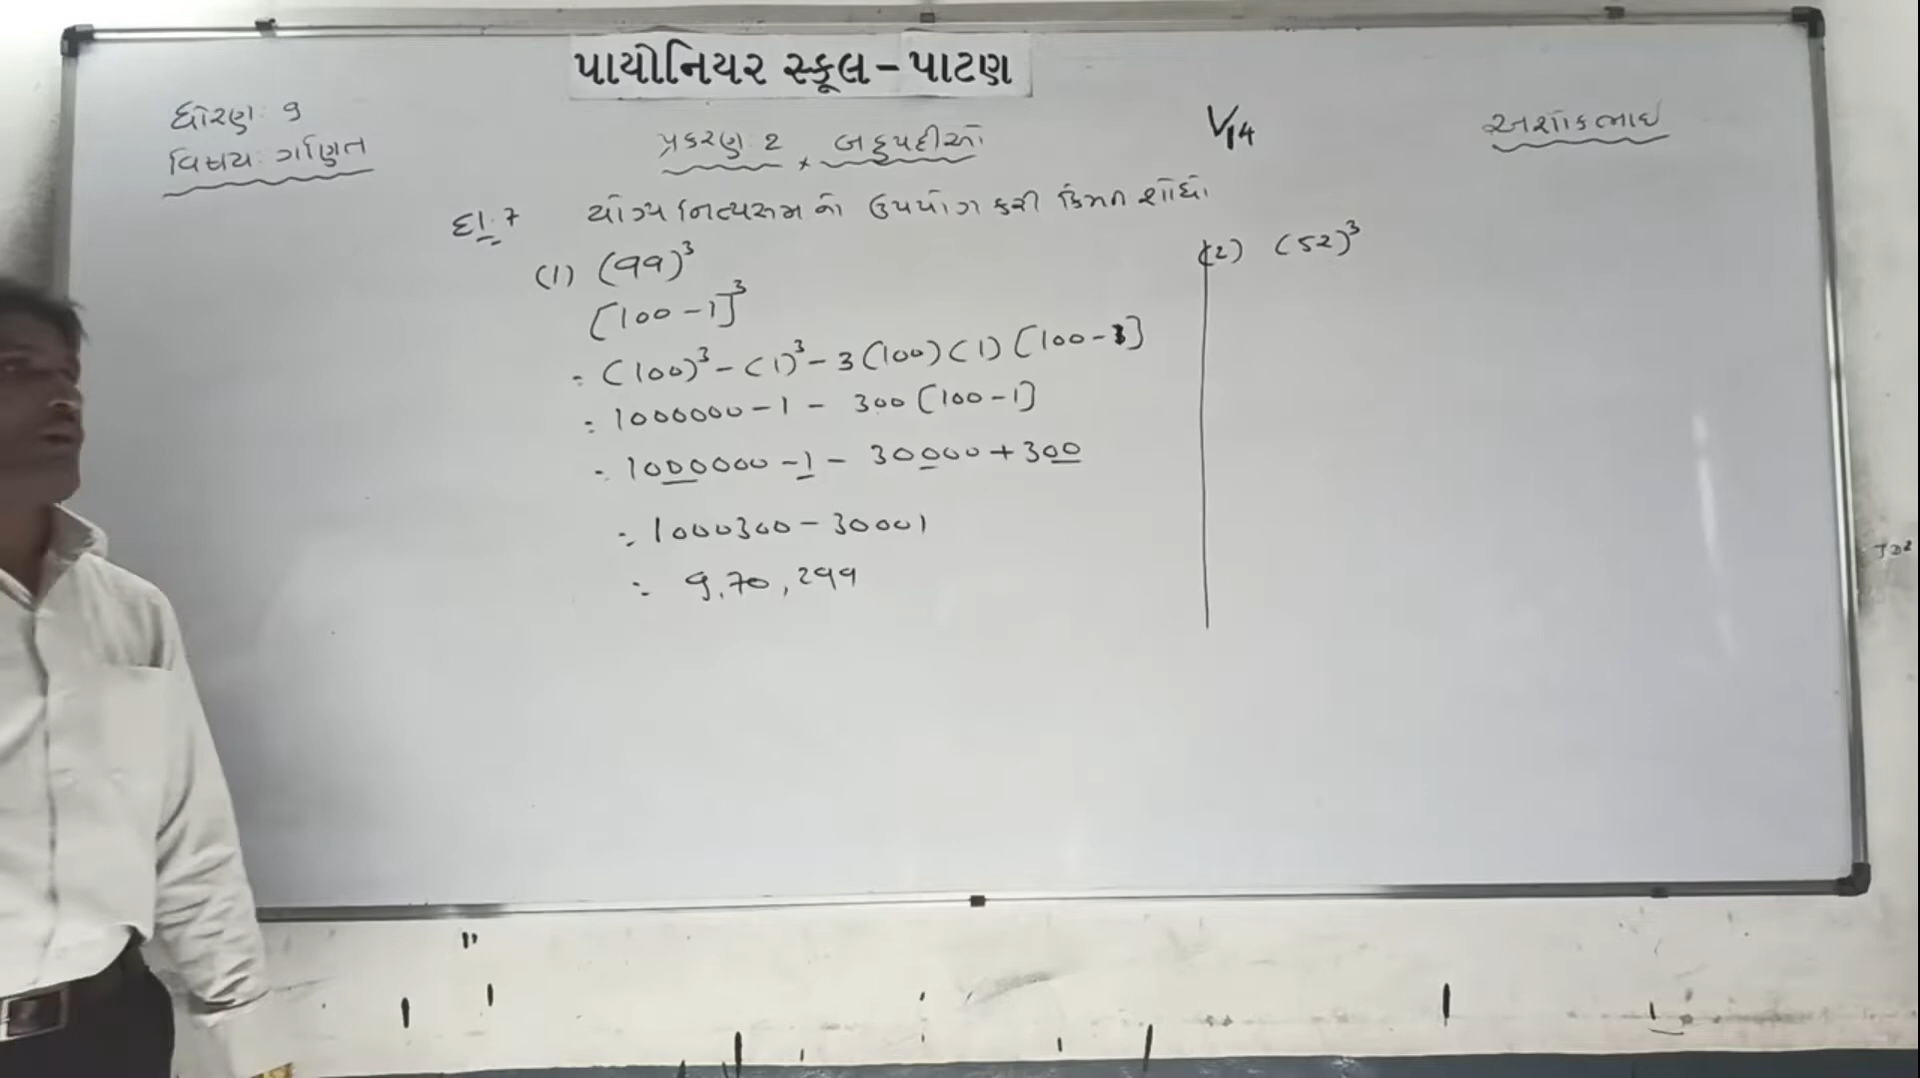 પાયોનિયર સ્કૂલ - પાટણ
ધોરણ: 9
વિષય: ગણિત
પ્રકરણ: 2 , બહુપદીઓ
V/14
અશોકભાઇ
દા.7 યોગ્ય નિત્યસમ નો ઉપયોગ કરી કિંમત શોધો.
(1) (99)³
[100 - 1]³
= (100)³ - (1)³ - 3 (100) (1) [100 - 1]
= 1000000 - 1 - 300 [100 - 1]
= 1000000 - 1 - 30000 + 300
= 1000300 - 30001
= 9,70,299
(2) (52)³